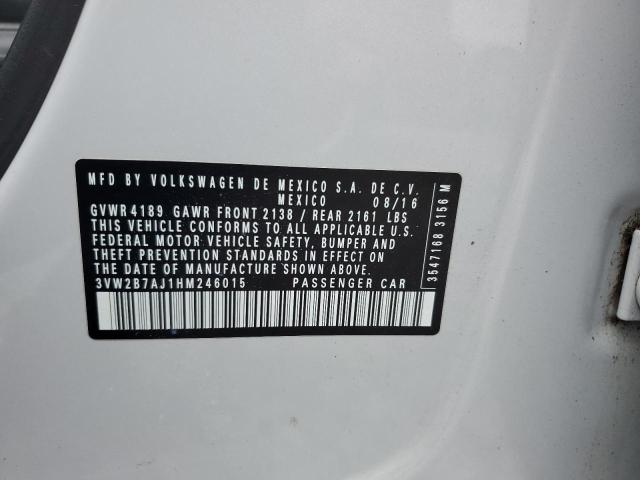 MFD BY VOLKSWAGEN DE MEXICO S.A. DE C.V.
MEXICO 08/16
GVWR 4189 GAWR FRONT 2138 / REAR 2161 LBS
THIS VEHICLE CONFORMS TO ALL APPLICABLE U.S.
FEDERAL MOTOR VEHICLE SAFETY, BUMPER AND
THEFT PREVENTION STANDARDS IN EFFECT
ON THE DATE OF MANUFACTURE SHOWN ABOVE.
3VW2B7AJ1HM246015 PASSENGER CAR
3547168 3156 M